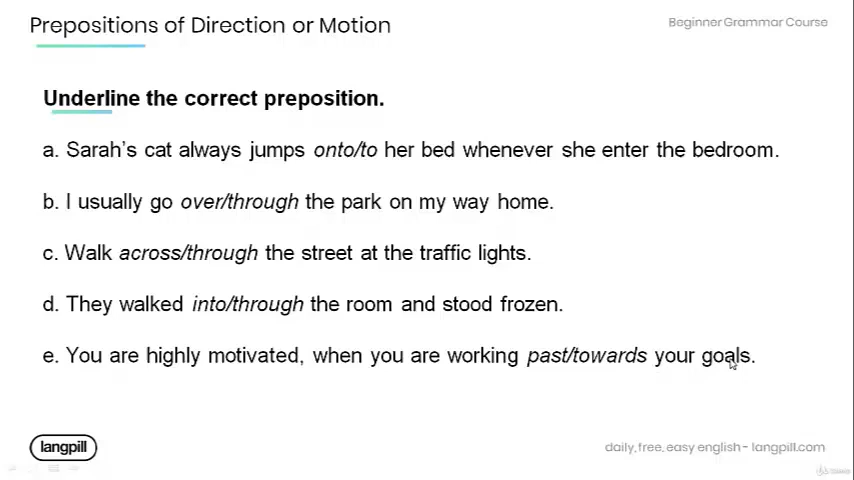 Prepositions of Direction or Motion
Beginner Grammar Course
Underline the correct preposition.
a. Sarah's cat always jumps onto/to her bed whenever she enter the bedroom.
b. I usually go over/through the park on my way home.
c. Walk across/through the street at the traffic lights.
d. They walked into/through the room and stood frozen.
e. You are highly motivated, when you are working past/towards your goals.
langpill
daily, free, easy english - langpill.com